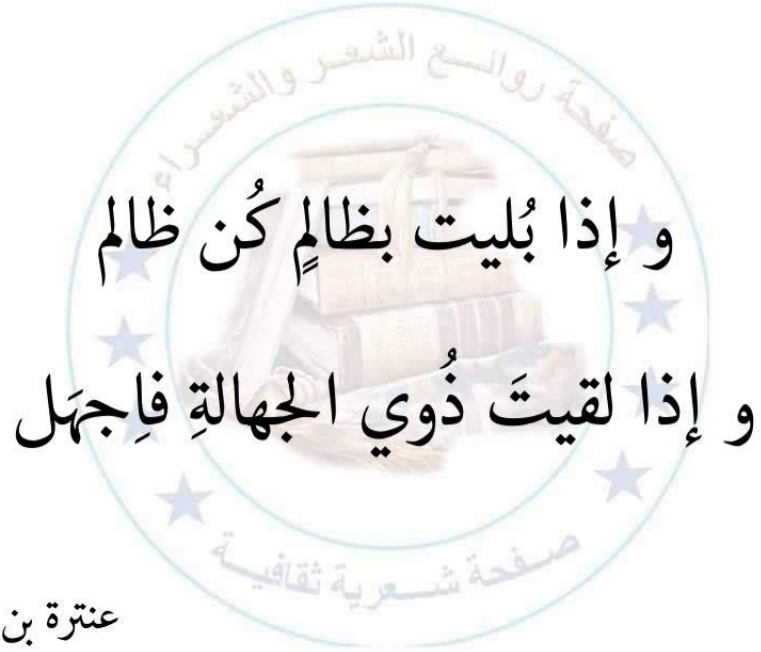 صفحة روائع الشعر والشعراء
و إذا بُليت بظالمٍ كُن ظالم
و إذا لقيتَ ذُوي الجهالةِ فاِجهَل
صفحة شعرية ثقافية
عنترة بن